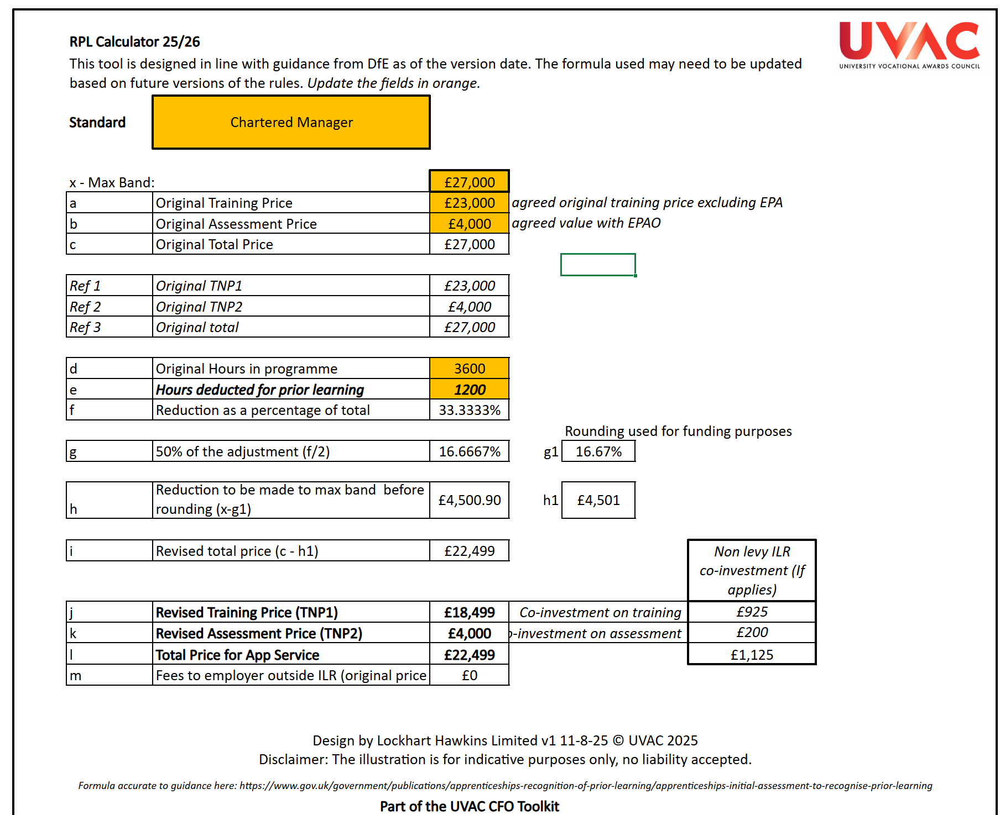 UVAC
UNIVERSITY VOCATIONAL AWARDS COUNCIL
RPL Calculator 25/26
This tool is designed in line with guidance from DfE as of the version date. The formula used may need to be updated
based on future versions of the rules. Update the fields in orange.
Standard Chartered Manager
x - Max Band: £27,000
a Original Training Price £23,000 agreed original training price excluding EPA
b Original Assessment Price £4,000 agreed value with EPAO
c Original Total Price £27,000
Ref 1 Original TNP1 £23,000
Ref 2 Original TNP2 £4,000
Ref 3 Original total £27,000
d Original Hours in programme 3600
e Hours deducted for prior learning 1200
f Reduction as a percentage of total 33.3333%
Rounding used for funding purposes
g 50% of the adjustment (f/2) 16.6667% g1 16.67%
Reduction to be made to max band before
h rounding (x-g1) £4,500.90 h1 £4,501
i Revised total price (c - h1) £22,499
Non levy ILR
co-investment (If
applies)
j Revised Training Price (TNP1) £18,499 Co-investment on training £925
k Revised Assessment Price (TNP2) £4,000 o-investment on assessment £200
l Total Price for App Service £22,499 £1,125
m Fees to employer outside ILR (original price £0
Design by Lockhart Hawkins Limited v1 11-8-25 © UVAC 2025
Disclaimer: The illustration is for indicative purposes only, no liability accepted.
Formula accurate to guidance here: https://www.gov.uk/government/publications/apprenticeships-recognition-of-prior-learning/apprenticeships-initial-assessment-to-recognise-prior-learning
Part of the UVAC CFO Toolkit